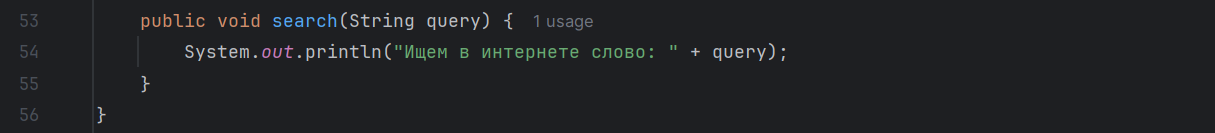 53 public void search(String query) { 1 usage
54 System.out.println("Ищем в интернете слово: " + query);
55 }
56 }